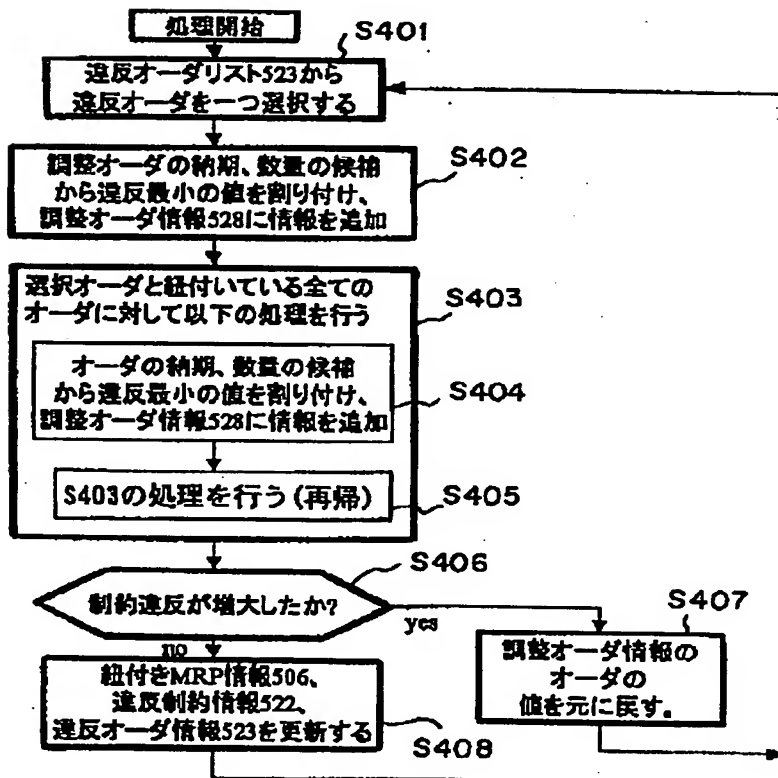 処理開始
S401
違反オーダリスト523から
違反オーダを一つ選択する
S402
調整オーダの納期、数量の候補
から違反最小の値を割り付け、
調整オーダ情報528に情報を追加
選択オーダと紐付いている全ての
オーダに対して以下の処理を行う
S403
オーダの納期、数量の候補
から違反最小の値を割り付け、
調整オーダ情報528に情報を追加
S404
S403の処理を行う(再帰)
S405
S406
制約違反が増大したか?
yes
no
S407
調整オーダ情報の
オーダの
値を元に戻す。
紐付きMRP情報506、
違反制約情報522、
違反オーダ情報523を更新する
S408